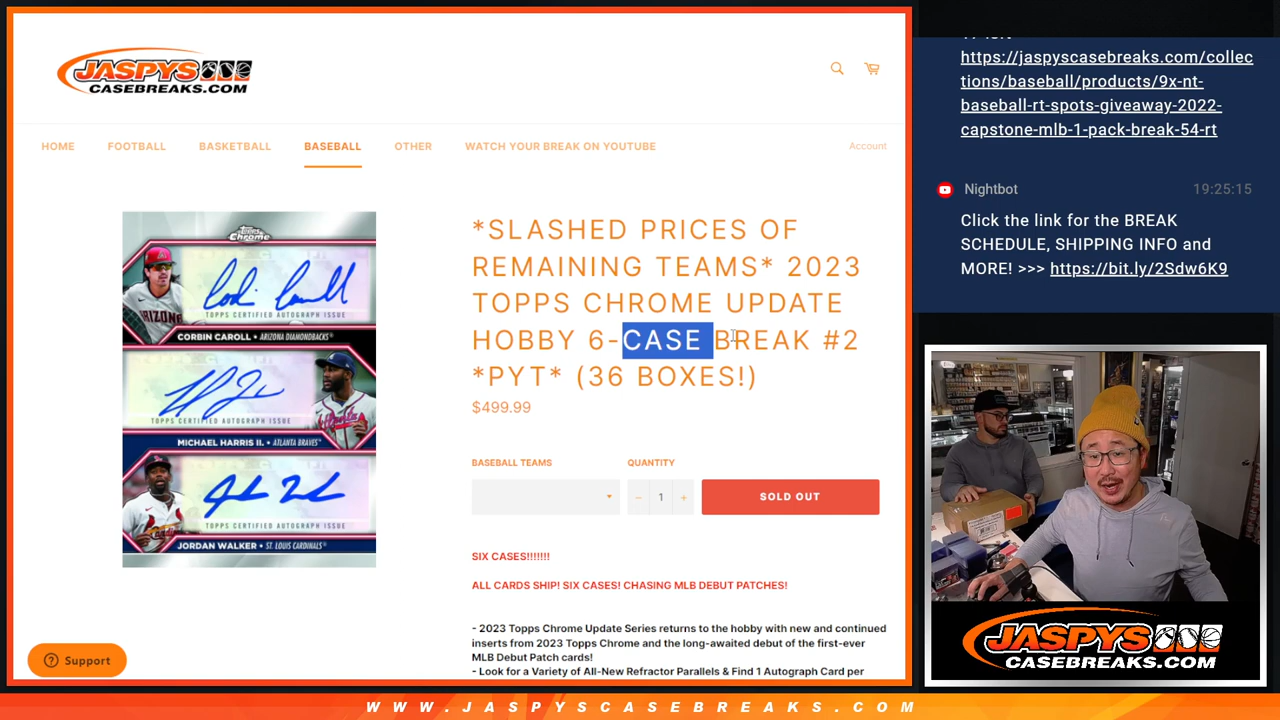 JASPYS
CASEBREAKS.COM
HOME FOOTBALL BASKETBALL BASEBALL OTHER WATCH YOUR BREAK ON YOUTUBE Account
Topps Chrome
TOPPS CERTIFIED AUTOGRAPH ISSUE
CORBIN CAROLL • ARIZONA DIAMONDBACKS
TOPPS CERTIFIED AUTOGRAPH ISSUE
MICHAEL HARRIS II. • ATLANTA BRAVES
TOPPS CERTIFIED AUTOGRAPH ISSUE
JORDAN WALKER • ST. LOUIS CARDINALS
*SLASHED PRICES OF
REMAINING TEAMS* 2023
TOPPS CHROME UPDATE
HOBBY 6-CASE BREAK #2
*PYT* (36 BOXES!)
$499.99
BASEBALL TEAMS QUANTITY
− 1 + SOLD OUT
SIX CASES!!!!!!!
ALL CARDS SHIP! SIX CASES! CHASING MLB DEBUT PATCHES!
- 2023 Topps Chrome Update Series returns to the hobby with new and continued
inserts from 2023 Topps Chrome and the long-awaited debut of the first-ever
MLB Debut Patch cards!
- Look for a Variety of All-New Refractor Parallels & Find 1 Autograph Card per
Support
https://jaspyscasebreaks.com/collec
tions/baseball/products/9x-nt-
baseball-rt-spots-giveaway-2022-
capstone-mlb-1-pack-break-54-rt
Nightbot 19:25:15
Click the link for the BREAK
SCHEDULE, SHIPPING INFO and
MORE! >>> https://bit.ly/2Sdw6K9
JASPYS
CASEBREAKS.COM
WWW.JASPYSCASEBREAKS.COM